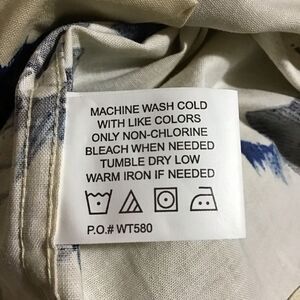 MACHINE WASH COLD
WITH LIKE COLORS
ONLY NON-CHLORINE
BLEACH WHEN NEEDED
TUMBLE DRY LOW
WARM IRON IF NEEDED
P.O.# WT580